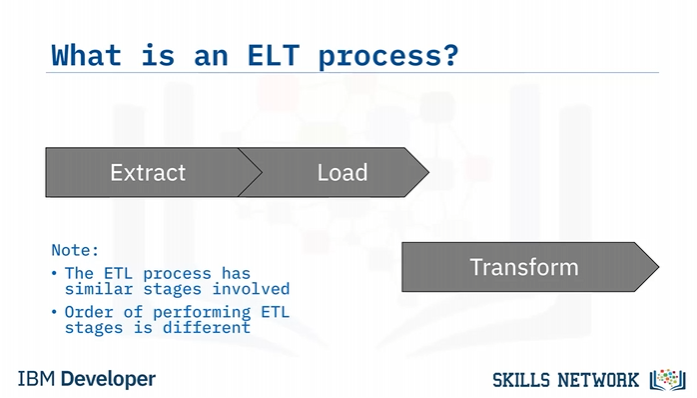 What is an ELT process?
Extract
Load
Transform
Note:
• The ETL process has
similar stages involved
• Order of performing ETL
stages is different
IBM Developer
SKILLS NETWORK